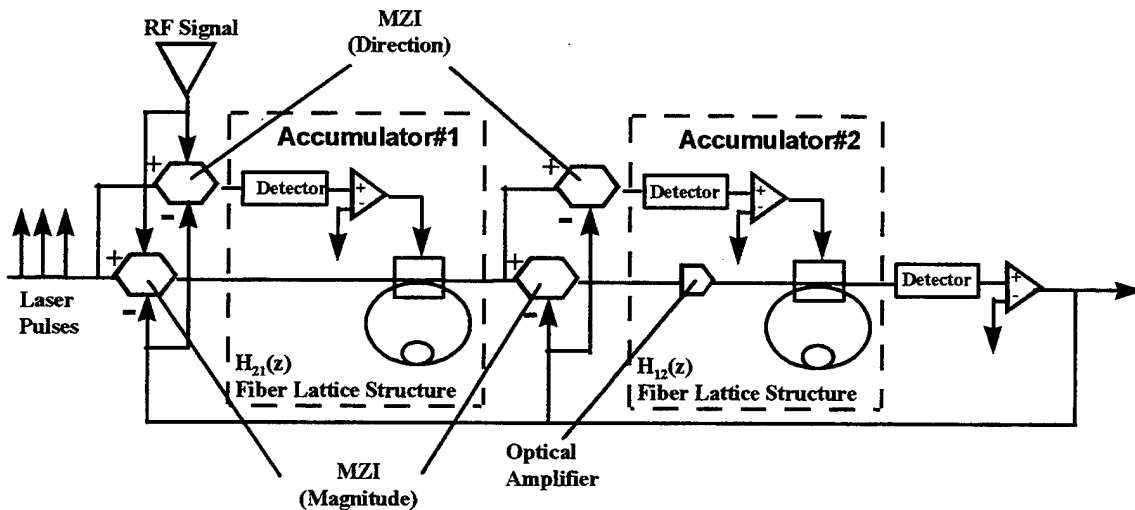 RF Signal
MZI
(Direction)
Accumulator#1
Accumulator#2
+
+
Detector
+
-
Detector
+
-
-
-
+
+
Detector
+
-
Laser
Pulses
-
-
H21(z)
Fiber Lattice Structure
H12(z)
Fiber Lattice Structure
MZI
(Magnitude)
Optical
Amplifier